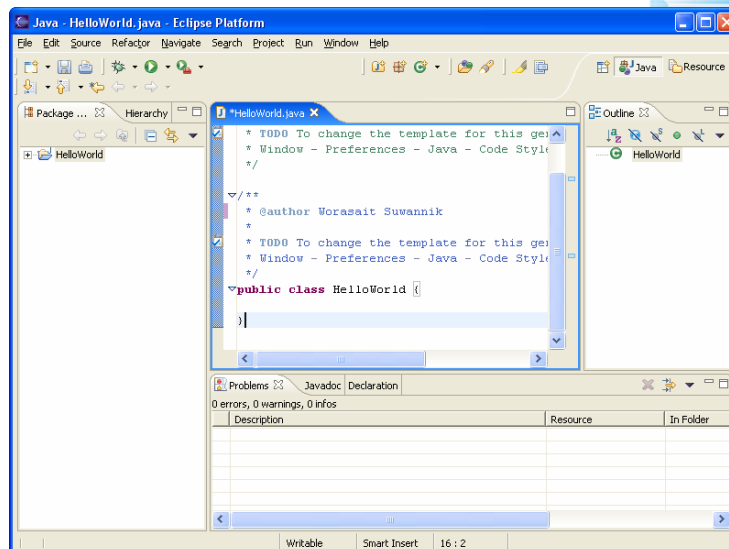 Java - HelloWorld.java - Eclipse Platform
File Edit Source Refactor Navigate Search Project Run Window Help
Java Resource
Package ... Hierarchy
*HelloWorld.java
Outline
HelloWorld
HelloWorld
* TODO To change the template for this gen
* Window - Preferences - Java - Code Style
*/
/**
* @author Worasait Suwannik
*
* TODO To change the template for this gen
* Window - Preferences - Java - Code Style
*/
public class HelloWorld {
}
Problems Javadoc Declaration
0 errors, 0 warnings, 0 infos
Description Resource In Folder
Writable Smart Insert 16 : 2